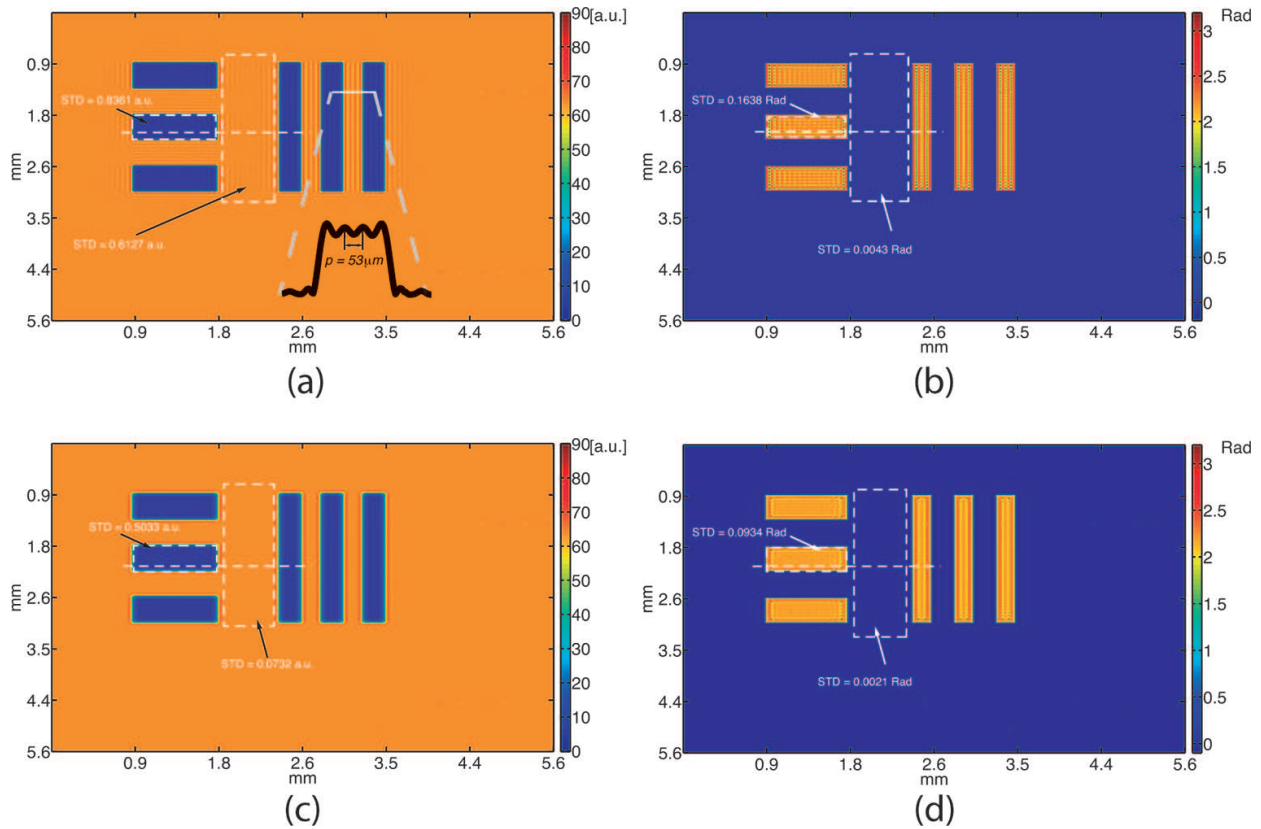 90 [a.u.]
80
70
60
50
40
30
20
10
0
0.9
1.8
2.6
3.5
4.4
5.6
mm
STD = 0.8361 a.u.
STD = 0.6127 a.u.
p = 53μm
0.9 1.8 2.6 3.5 4.4 5.6
mm
(a)
Rad
3
2.5
2
1.5
1
0.5
0
0.9
1.8
2.6
3.5
4.4
5.6
mm
STD = 0.1638 Rad
STD = 0.0043 Rad
0.9 1.8 2.6 3.5 4.4 5.6
mm
(b)
90 [a.u.]
80
70
60
50
40
30
20
10
0
0.9
1.8
2.6
3.5
4.4
5.6
mm
STD = 0.5033 a.u.
STD = 0.0732 a.u.
0.9 1.8 2.6 3.5 4.4 5.6
mm
(c)
Rad
3
2.5
2
1.5
1
0.5
0
0.9
1.8
2.6
3.5
4.4
5.6
mm
STD = 0.0934 Rad
STD = 0.0021 Rad
0.9 1.8 2.6 3.5 4.4 5.6
mm
(d)